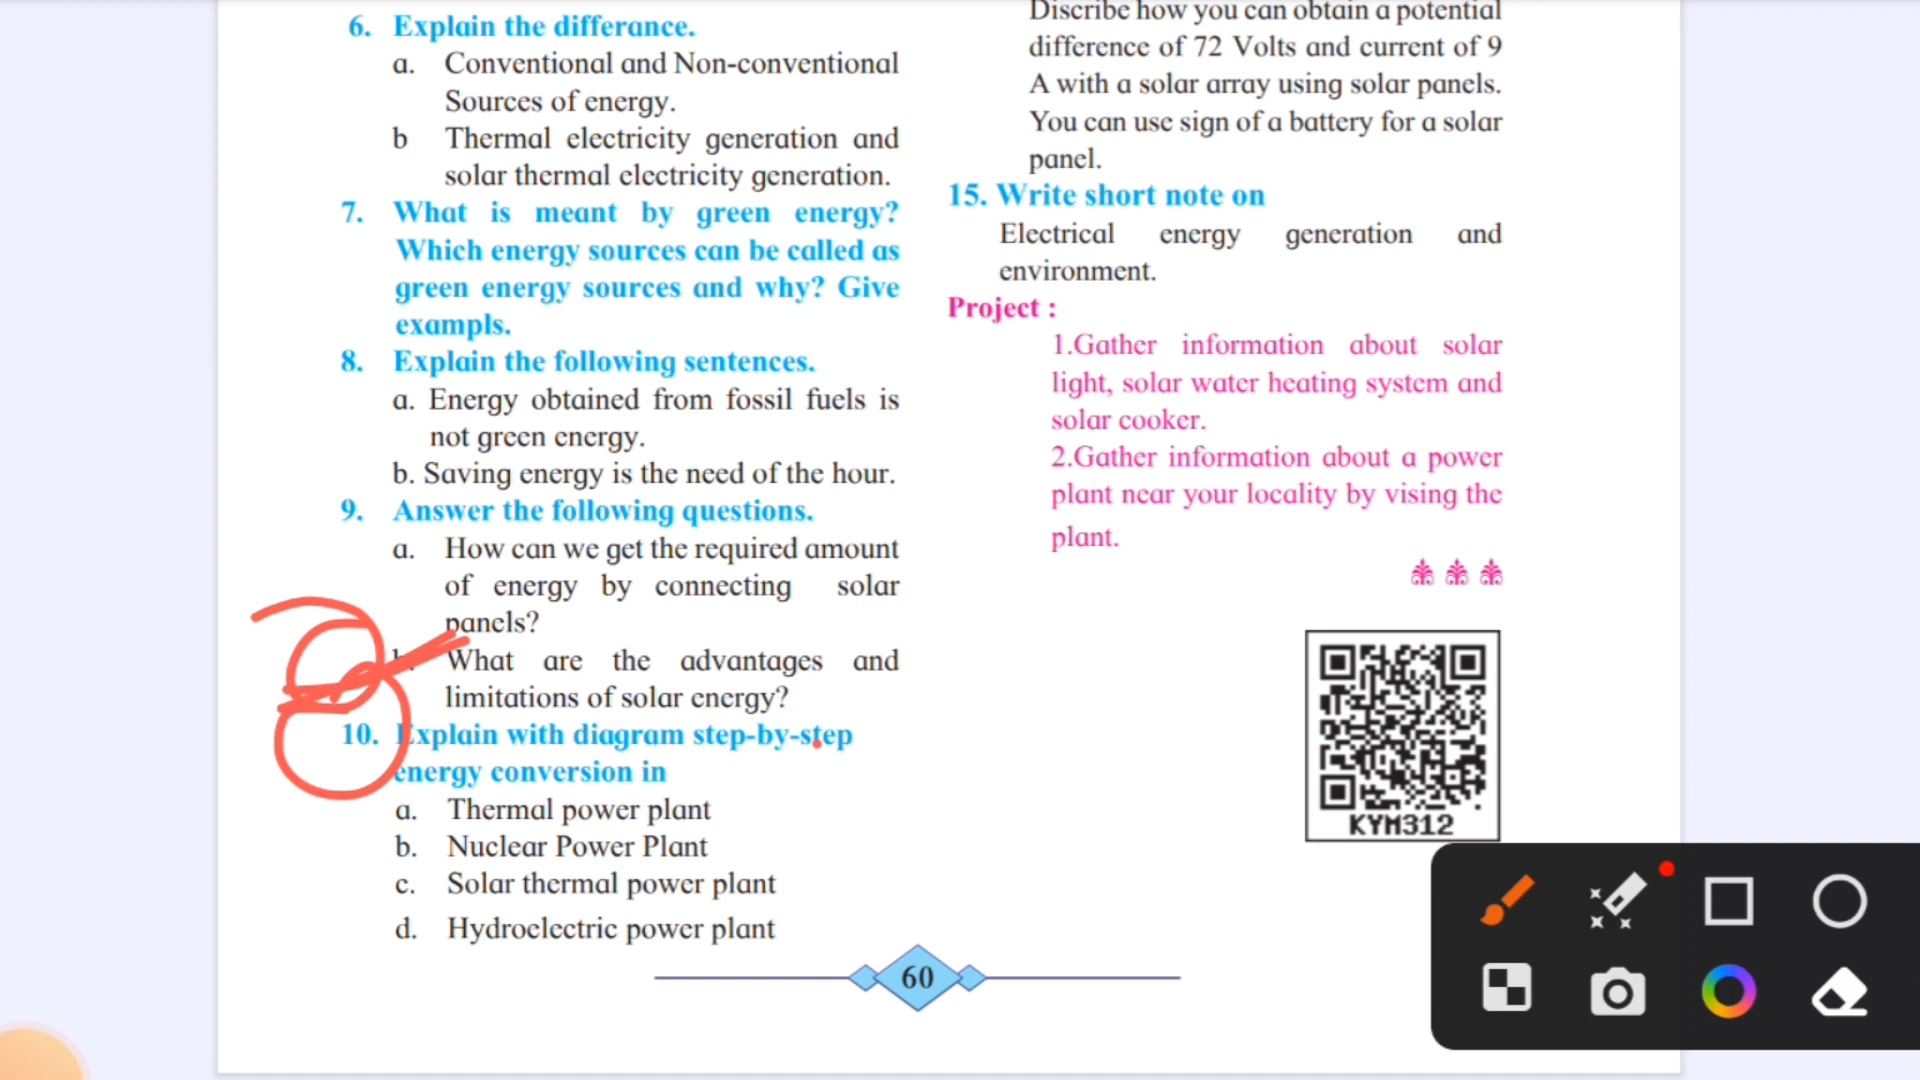 6. Explain the differance.
a. Conventional and Non-conventional
Sources of energy.
b Thermal electricity generation and
solar thermal electricity generation.
7. What is meant by green energy?
Which energy sources can be called as
green energy sources and why? Give
exampls.
8. Explain the following sentences.
a. Energy obtained from fossil fuels is
not green energy.
b. Saving energy is the need of the hour.
9. Answer the following questions.
a. How can we get the required amount
of energy by connecting solar
panels?
What are the advantages and
limitations of solar energy?
10. Explain with diagram step-by-step
energy conversion in
a. Thermal power plant
b. Nuclear Power Plant
c. Solar thermal power plant
d. Hydroelectric power plant
Discribe how you can obtain a potential
difference of 72 Volts and current of 9
A with a solar array using solar panels.
You can use sign of a battery for a solar
panel.
15. Write short note on
Electrical energy generation and
environment.
Project :
1.Gather information about solar
light, solar water heating system and
solar cooker.
2.Gather information about a power
plant near your locality by vising the
plant.
KYM312
60